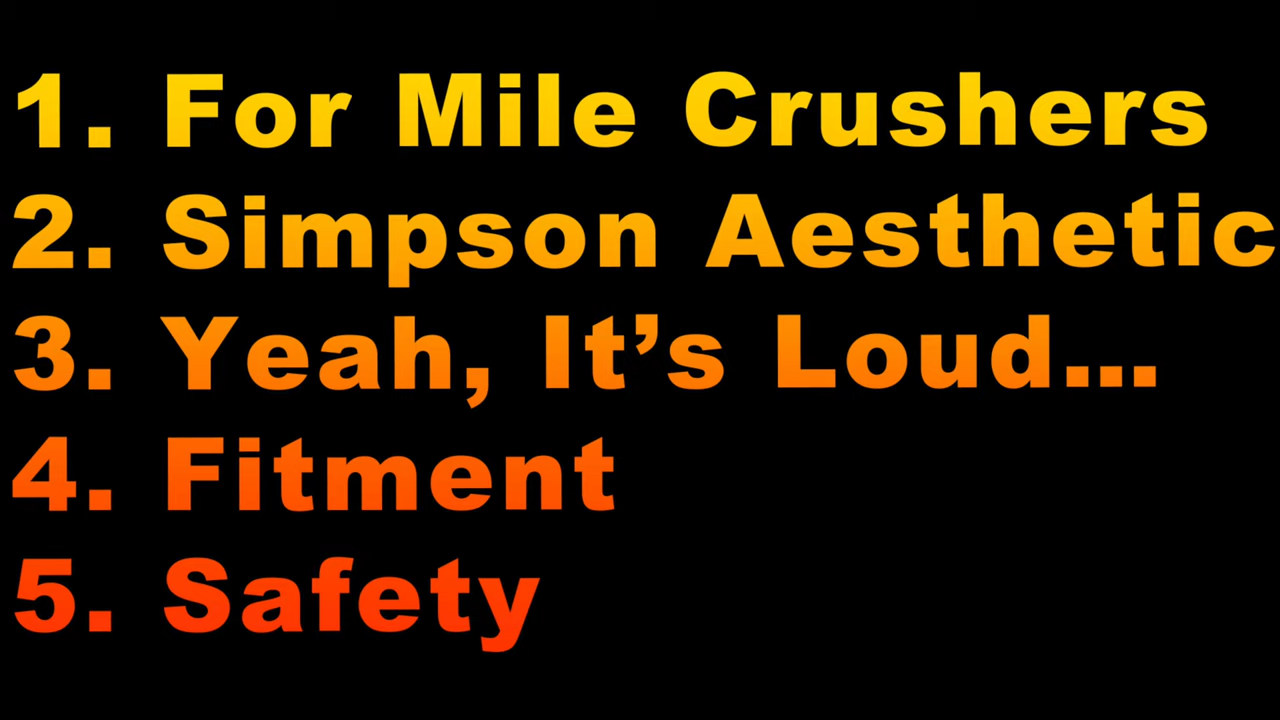 1. For Mile Crushers
2. Simpson Aesthetic
3. Yeah, It’s Loud...
4. Fitment
5. Safety